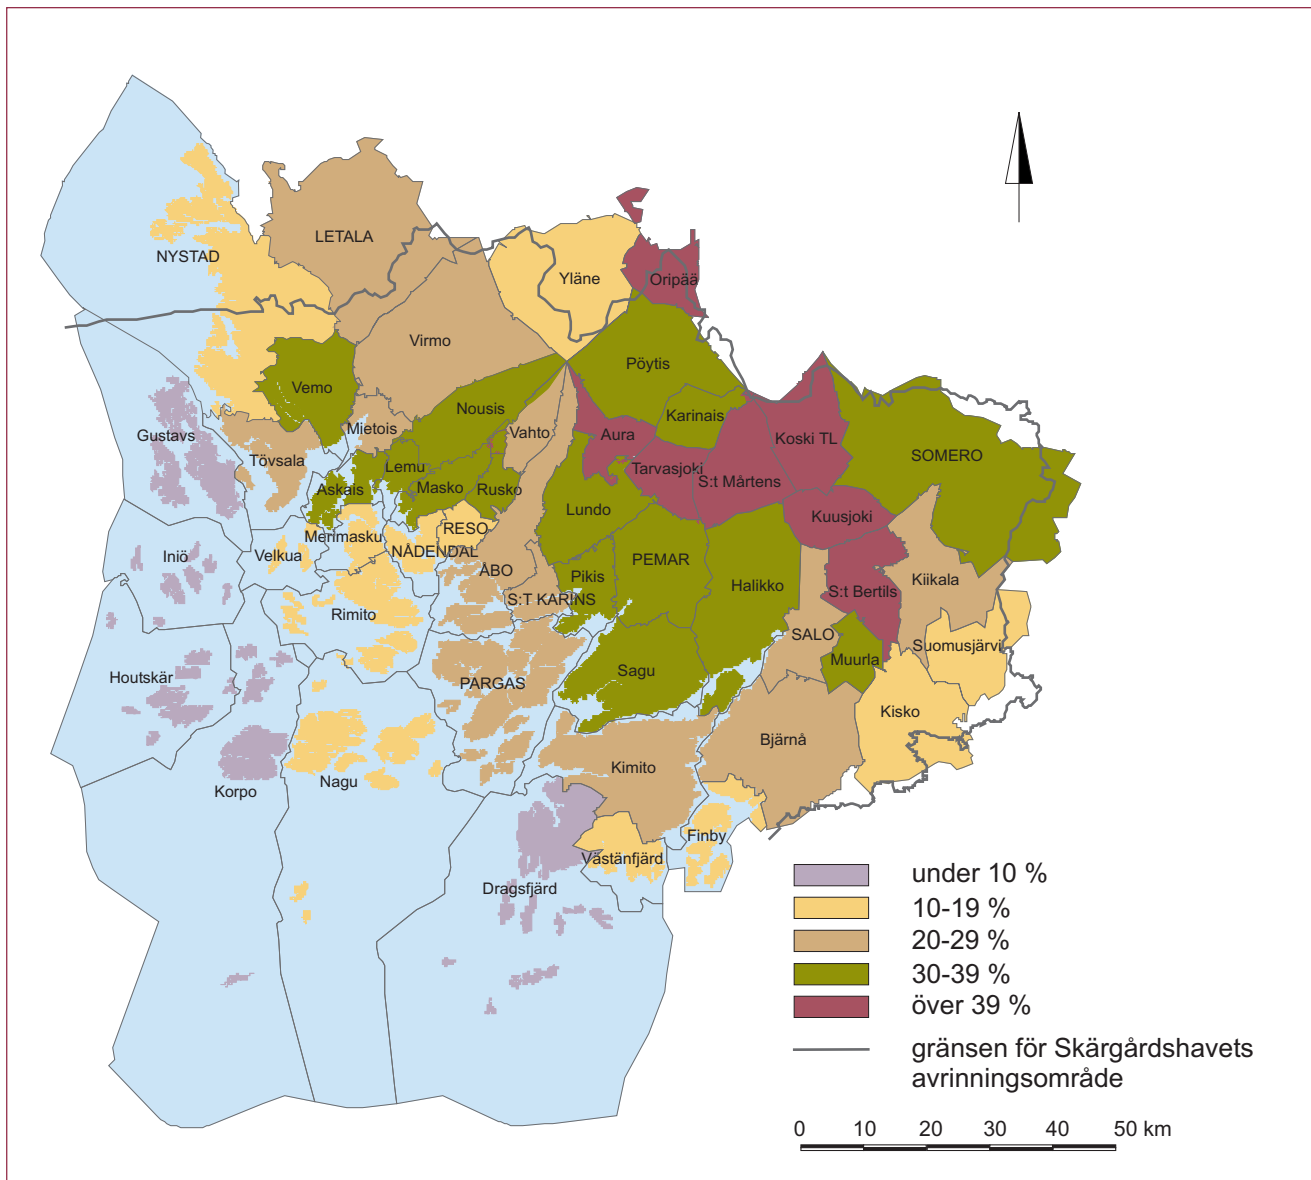 LETALA
NYSTAD
Yläne
Oripää
Virmo
Pöytis
Vemo
Nousis
Karinais
Gustavs
Mietois
Vahto
Aura
Koski TL
Tövsala
Lemu
Tarvasjoki
S:t Mårtens
SOMERO
Askais
Masko
Rusko
Lundo
Kuusjoki
Merimasku
RESO
Iniö
Velkua
NÅDENDAL
ÅBO
Pikis
PEMAR
Halikko
Kiikala
S:T KARINS
S:t Bertils
Rimito
SALO
Suomusjärvi
Houtskär
PARGAS
Sagu
Muurla
Kisko
Bjärnå
Korpo
Nagu
Kimito
Finby
Västänfjärd
Dragsfjärd
under 10 %
10-19 %
20-29 %
30-39 %
över 39 %
gränsen för Skärgårdshavets
avrinningsområde
0 10 20 30 40 50 km